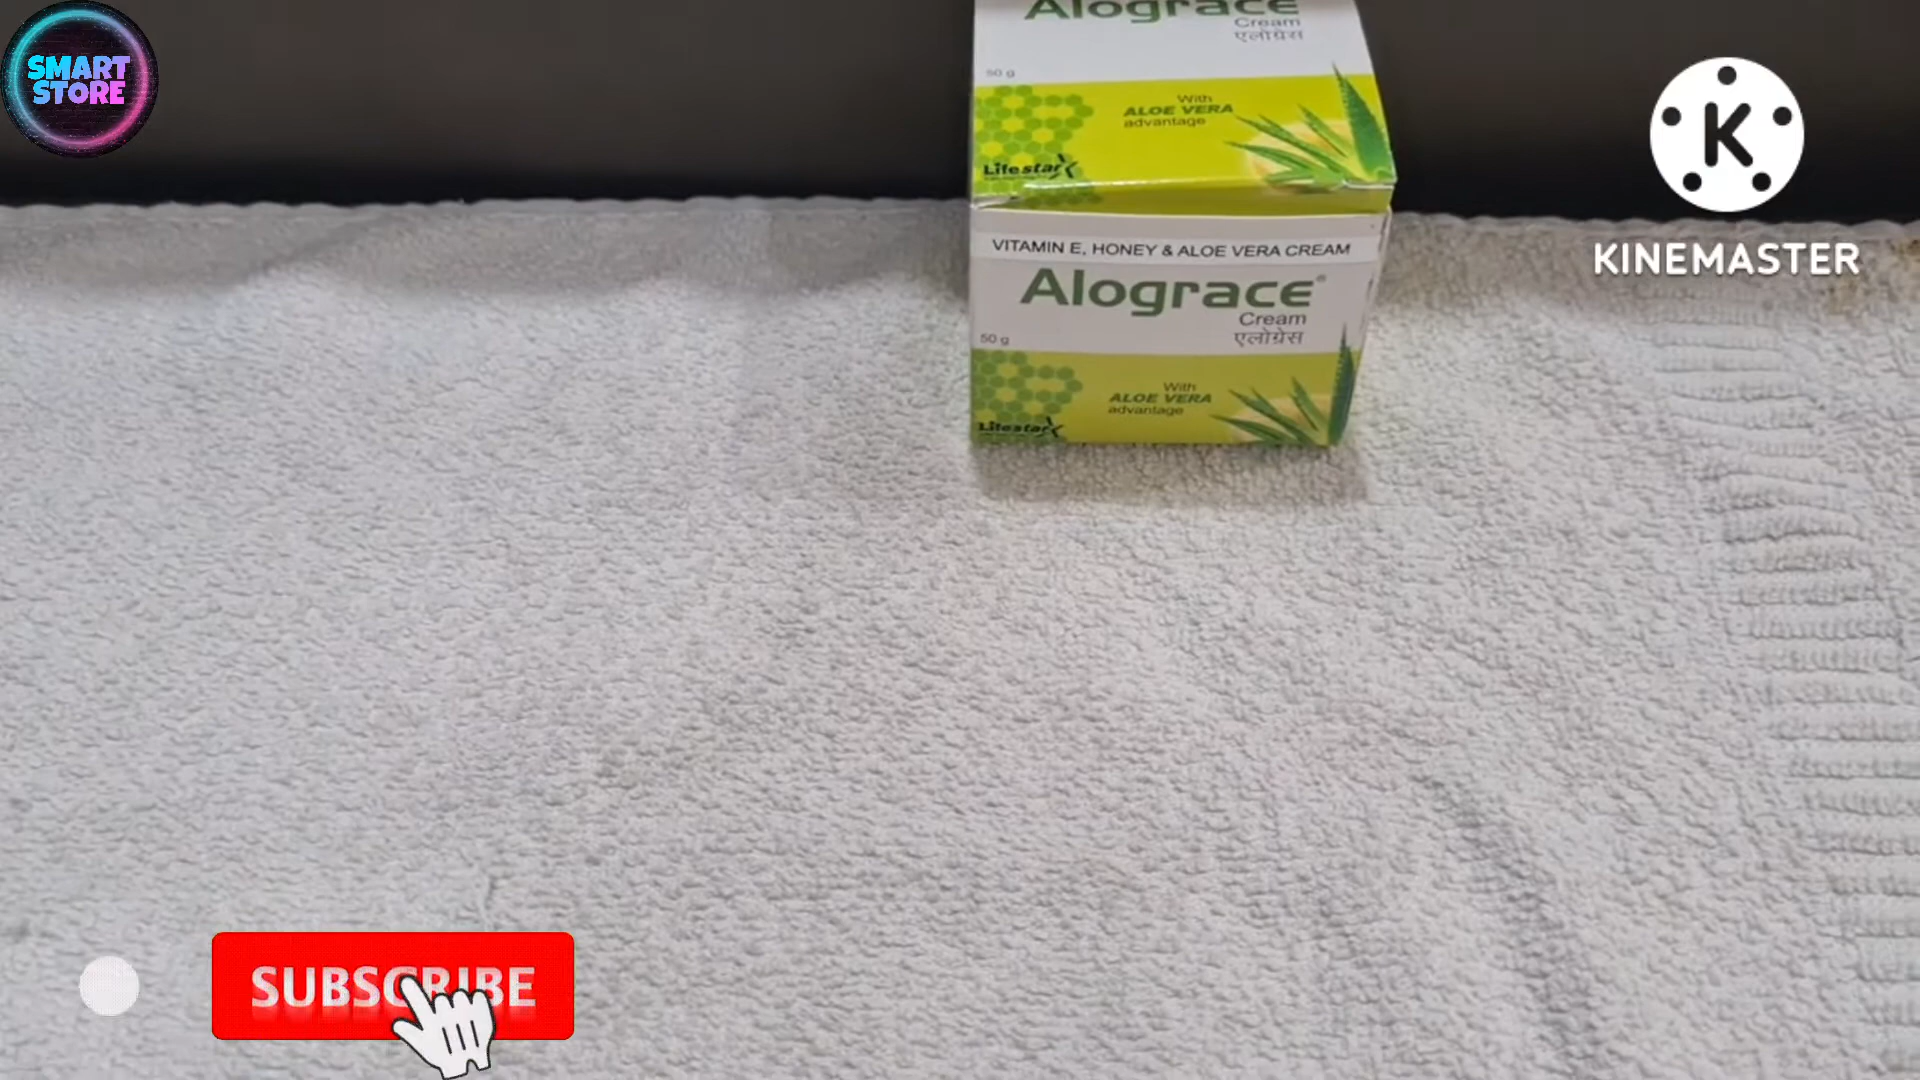 SMART
STORE
Alograce
Cream
एलोग्रेस
50 g
With
ALOE VERA
advantage
Lifestar
VITAMIN E, HONEY & ALOE VERA CREAM
Alograce
Cream
एलोग्रेस
50 g
With
ALOE VERA
advantage
Lifestar
K
KINEMASTER
SUBSCRIBE